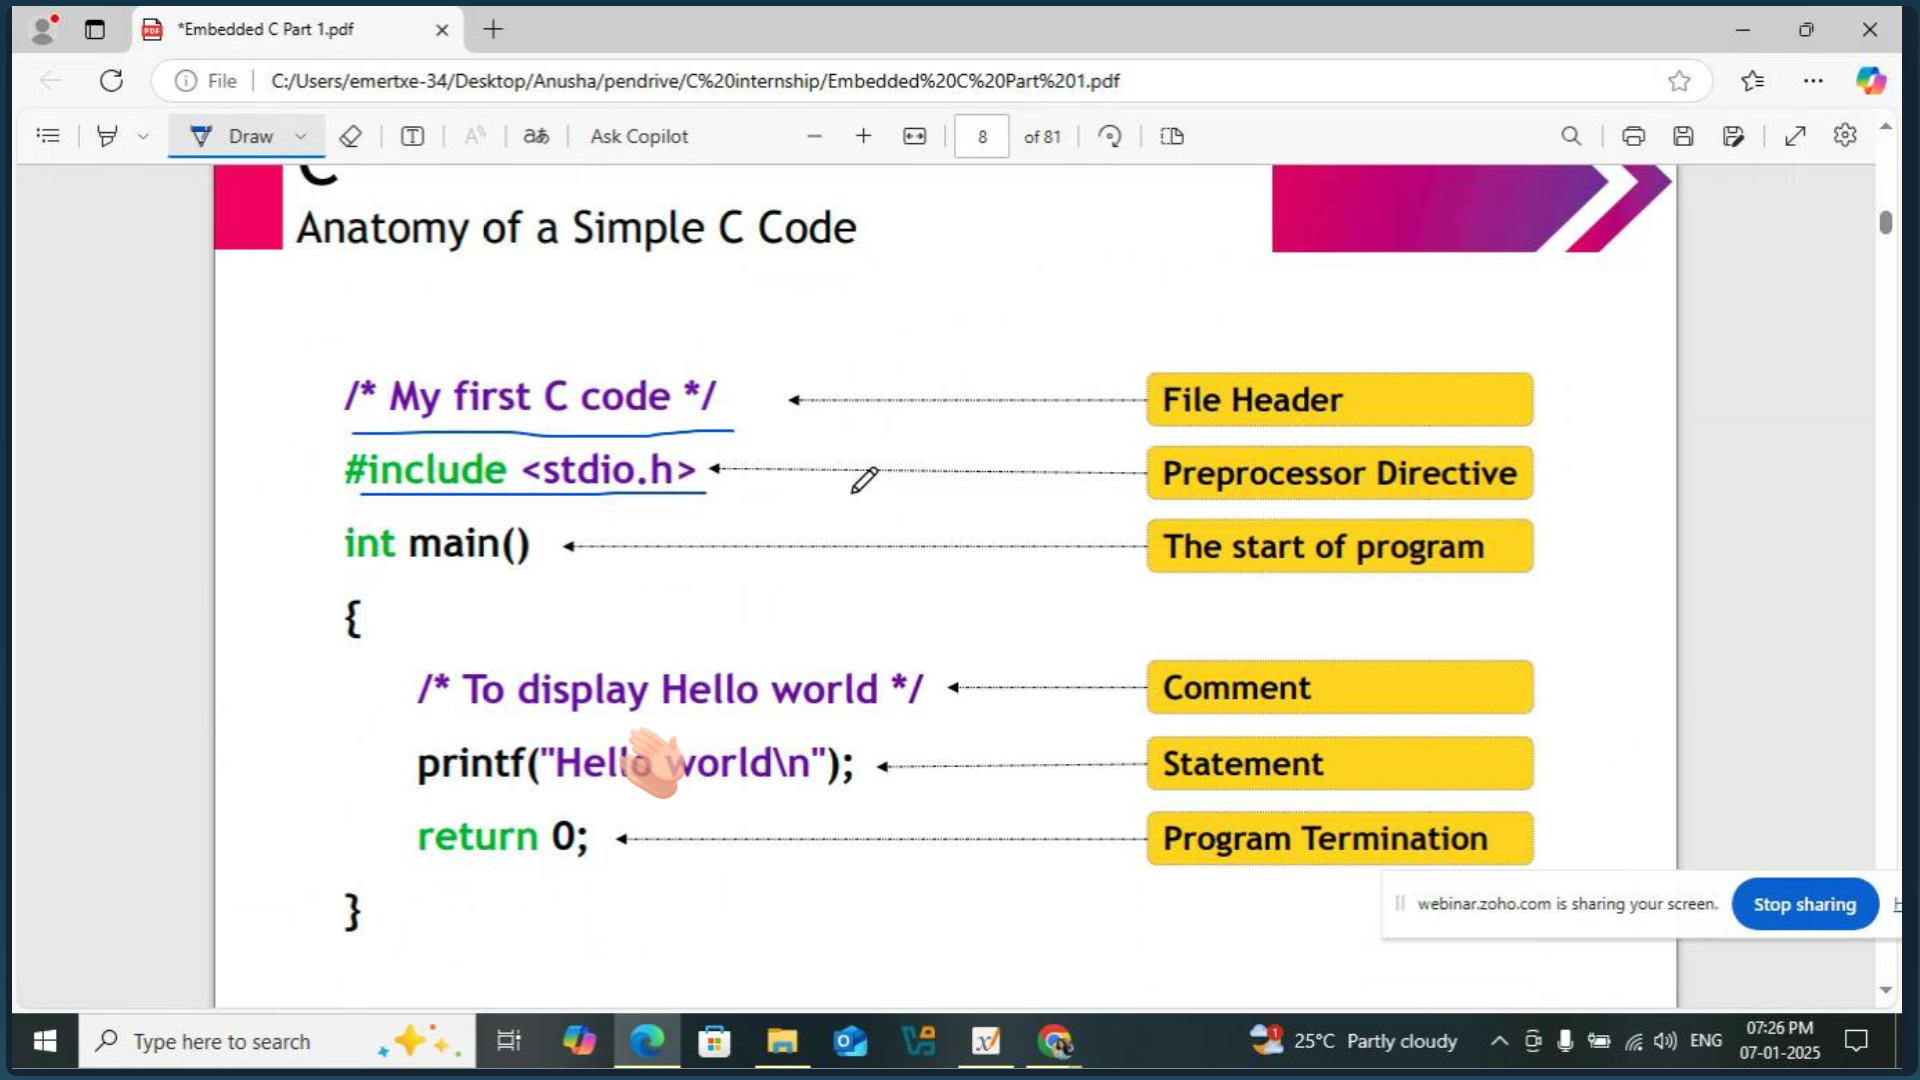 *Embedded C Part 1.pdf
File
C:/Users/emertxe-34/Desktop/Anusha/pendrive/C%20internship/Embedded%20C%20Part%201.pdf
Draw
Ask Copilot
8 of 81
C
Anatomy of a Simple C Code
/* My first C code */
File Header
#include <stdio.h>
Preprocessor Directive
int main()
The start of program
{
/* To display Hello world */
Comment
printf("Hello world\n");
Statement
return 0;
Program Termination
}
webinar.zoho.com is sharing your screen.
Stop sharing
Type here to search
25°C Partly cloudy
ENG
07:26 PM
07-01-2025